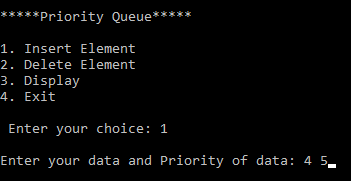 *****Priority Queue*****
1. Insert Element
2. Delete Element
3. Display
4. Exit
Enter your choice: 1
Enter your data and Priority of data: 4 5